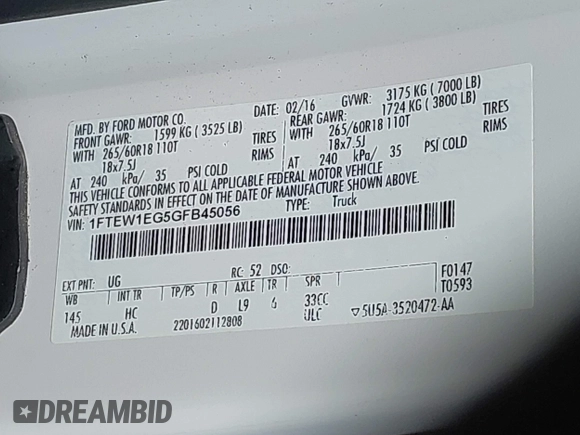 MFD. BY FORD MOTOR CO.
DATE: 02/16 GVWR: 3175 KG ( 7000 LB)
FRONT GAWR: 1599 KG ( 3525 LB)
REAR GAWR: 1724 KG ( 3800 LB)
WITH 265/60R18 110T TIRES
WITH 265/60R18 110T TIRES
18x7.5J RIMS
18x7.5J RIMS
AT 240 kPa/ 35 PSI COLD
AT 240 kPa/ 35 PSI COLD
THIS VEHICLE CONFORMS TO ALL APPLICABLE FEDERAL MOTOR VEHICLE
SAFETY STANDARDS IN EFFECT ON THE DATE OF MANUFACTURE SHOWN ABOVE.
VIN: 1FTEW1EG5GFB45056 TYPE: Truck
F0147
T0593
EXT PNT: UG RC: 52 DSO:
WB INT TR TP/PS R AXLE TR SPR
145 HC D L9 6 33CC
ULC
MADE IN U.S.A. 2201602112808 ▽5U5A-3520472-AA
DREAMBID